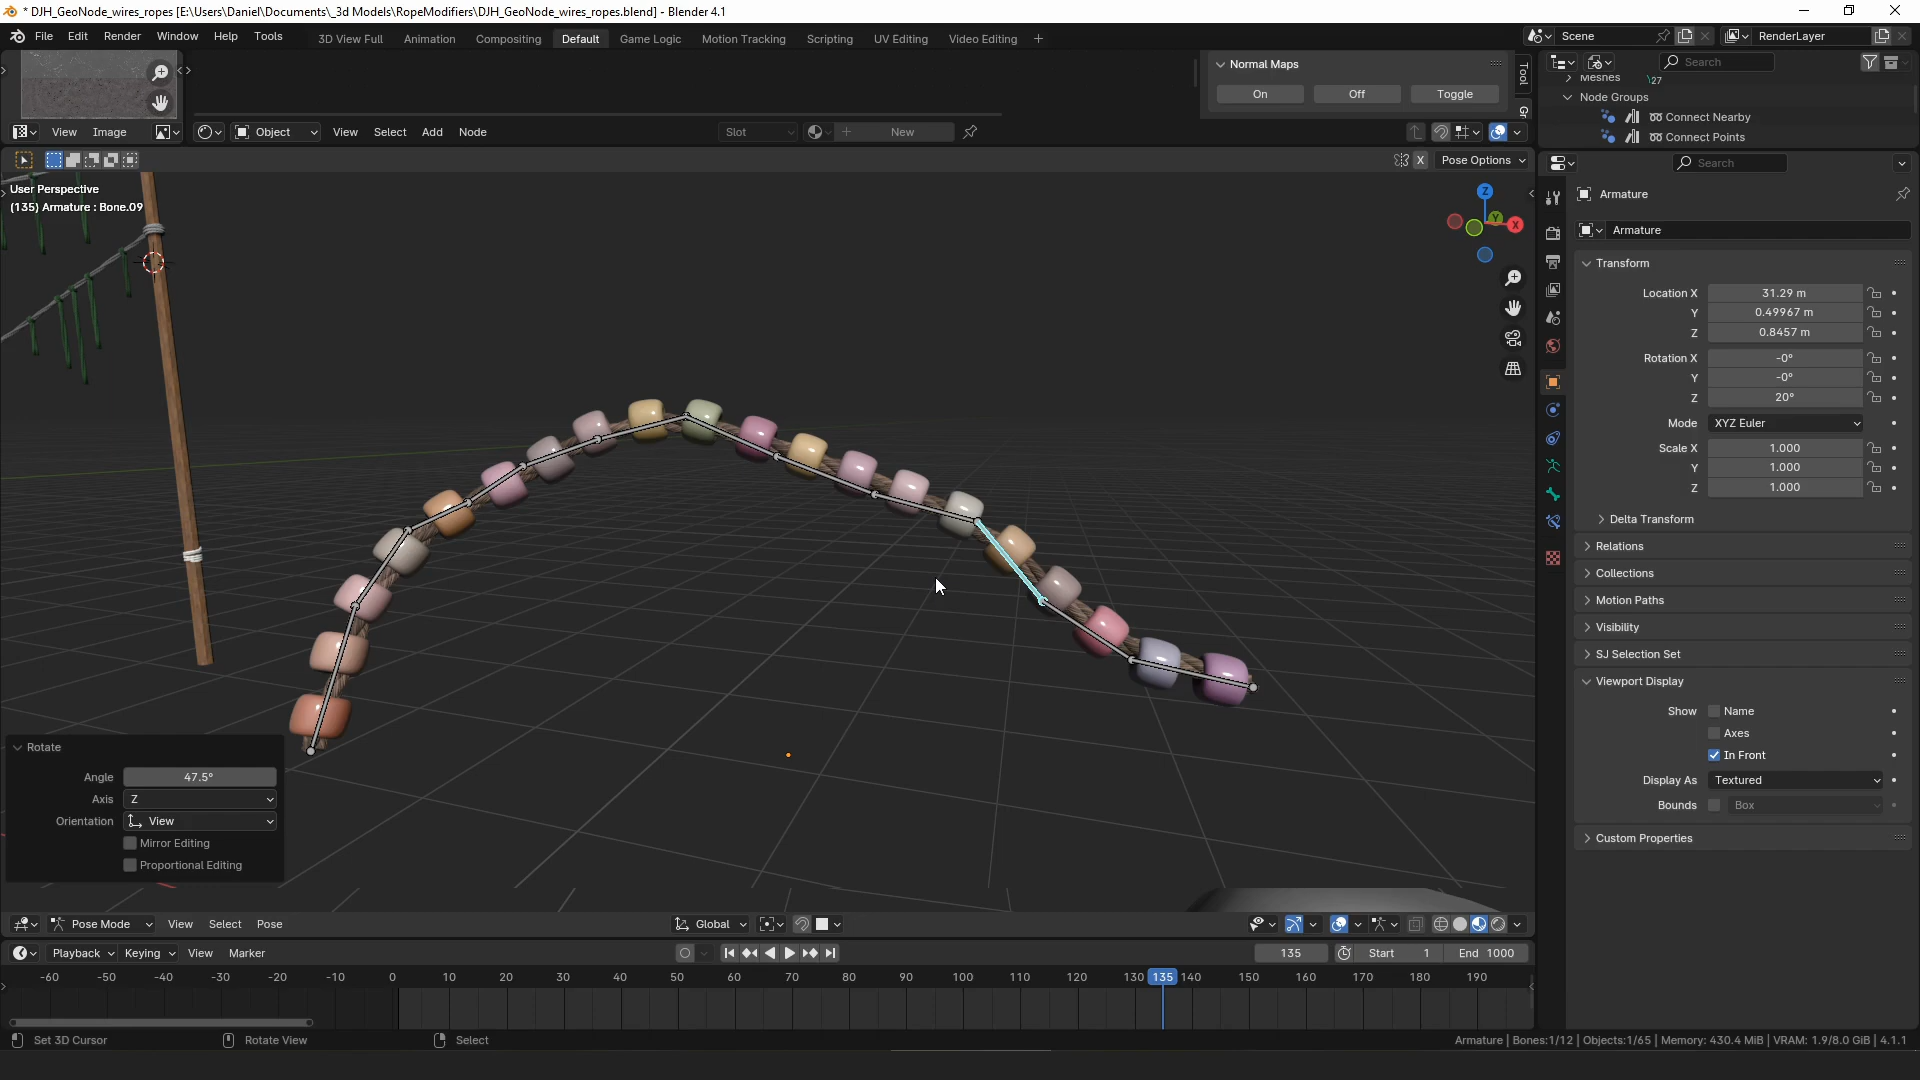 * DJH_GeoNode_wires_ropes [E:\Users\Daniel\Documents\_3d Models\RopeModifiers\DJH_GeoNode_wires_ropes.blend] - Blender 4.1
File Edit Render Window Help Tools
3D View Full Animation Compositing Default Game Logic Motion Tracking Scripting UV Editing Video Editing +
Scene
RenderLayer
Normal Maps
On Off Toggle
Tool
Search
Meshes 27
Node Groups
Connect Nearby
Connect Points
View Image
Object View Select Add Node
Slot
New
X Pose Options
Search
User Perspective
(135) Armature : Bone.09
Z
Y
X
Armature
Armature
Transform
Location X 31.29 m
Y 0.49967 m
Z 0.8457 m
Rotation X -0°
Y -0°
Z 20°
Mode XYZ Euler
Scale X 1.000
Y 1.000
Z 1.000
Delta Transform
Relations
Collections
Motion Paths
Visibility
SJ Selection Set
Viewport Display
Show Name
Axes
In Front
Display As Textured
Bounds Box
Custom Properties
Rotate
Angle 47.5°
Axis Z
Orientation View
Mirror Editing
Proportional Editing
Pose Mode View Select Pose
Global
Playback Keying View Marker
135 Start 1 End 1000
-60 -50 -40 -30 -20 -10 0 10 20 30 40 50 60 70 80 90 100 110 120 130 135 140 150 160 170 180 190
Set 3D Cursor Rotate View Select
Armature | Bones:1/12 | Objects:1/65 | Memory: 430.4 MiB | VRAM: 1.9/8.0 GiB | 4.1.1